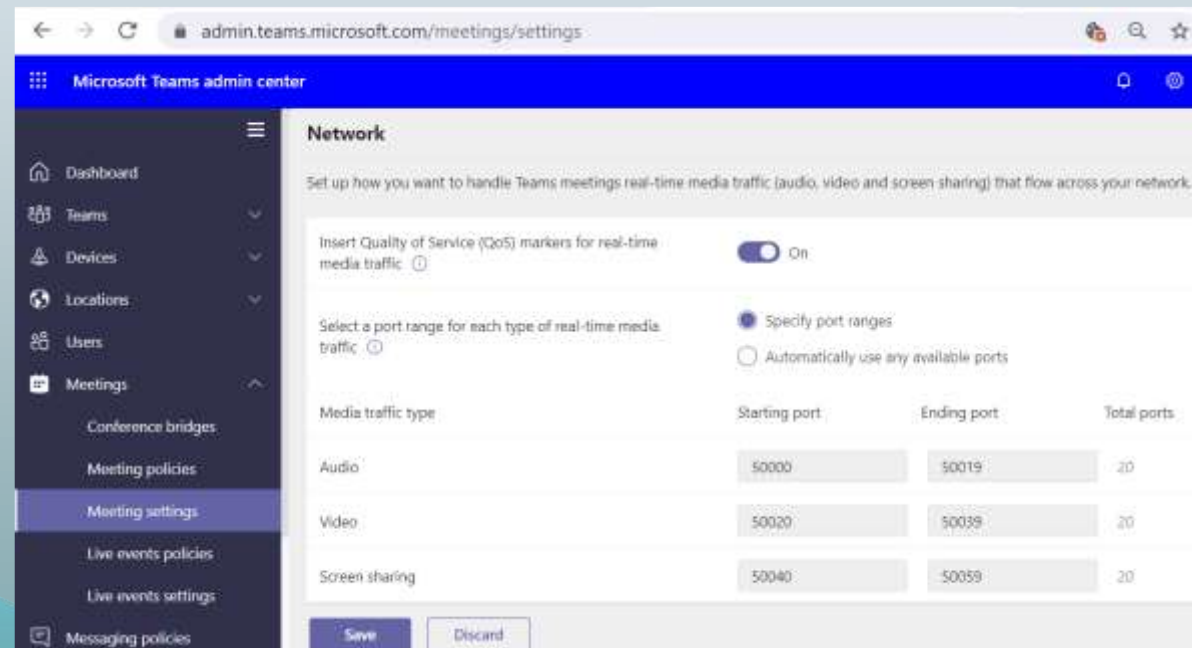 admin.teams.microsoft.com/meetings/settings
Microsoft Teams admin center
Dashboard
Teams
Devices
Locations
Users
Meetings
Conference bridges
Meeting policies
Meeting settings
Live events policies
Live events settings
Messaging policies
Network
Set up how you want to handle Teams meetings real-time media traffic (audio, video and screen sharing) that flow across your network.
Insert Quality of Service (QoS) markers for real-time
media traffic
On
Select a port range for each type of real-time media
traffic
Specify port ranges
Automatically use any available ports
Media traffic type Starting port Ending port Total ports
Audio 50000 50019 20
Video 50020 50039 20
Screen sharing 50040 50059 20
Save Discard